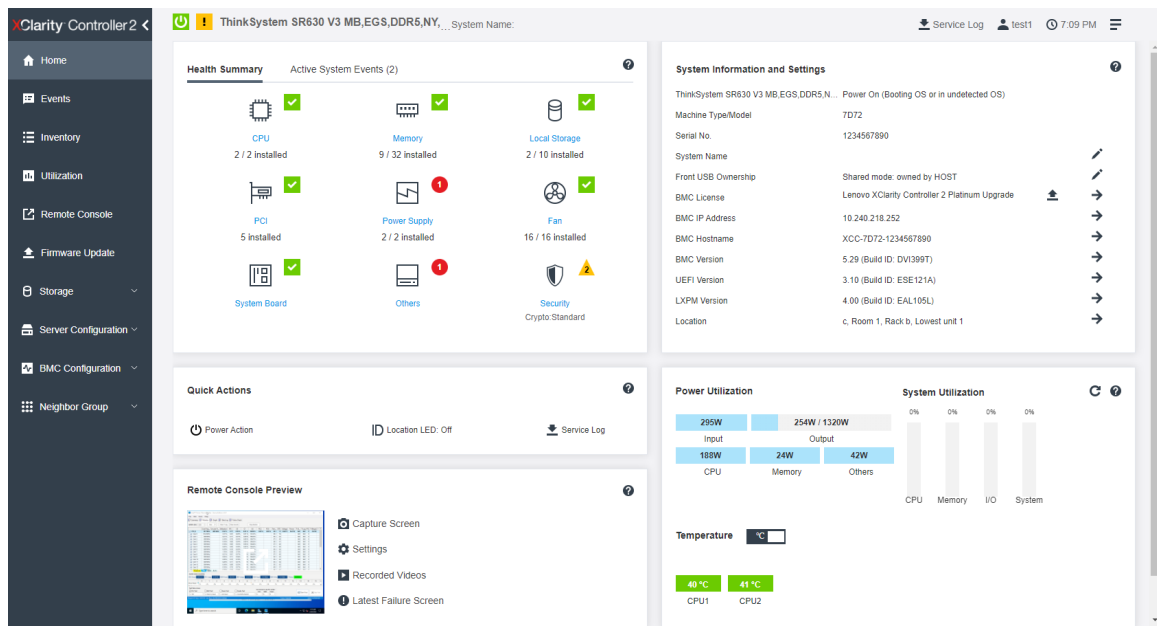 XClarity Controller 2
ThinkSystem SR630 V3 MB,EGS,DDR5,NY,... System Name:
Service Log test1 7:09 PM
Home
Events
Inventory
Utilization
Remote Console
Firmware Update
Storage
Server Configuration
BMC Configuration
Neighbor Group
Health Summary Active System Events (2)
CPU Memory Local Storage
2 / 2 installed 9 / 32 installed 2 / 10 installed
1
PCI Power Supply Fan
5 installed 2 / 2 installed 16 / 16 installed
1 2
System Board Others Security
Crypto:Standard
System Information and Settings
ThinkSystem SR630 V3 MB,EGS,DDR5,N... Power On (Booting OS or in undetected OS)
Machine Type/Model 7D72
Serial No. 1234567890
System Name
Front USB Ownership Shared mode: owned by HOST
BMC License Lenovo XClarity Controller 2 Platinum Upgrade
BMC IP Address 10.240.218.252
BMC Hostname XCC-7D72-1234567890
BMC Version 5.29 (Build ID: DVI399T)
UEFI Version 3.10 (Build ID: ESE121A)
LXPM Version 4.00 (Build ID: EAL105L)
Location c, Room 1, Rack b, Lowest unit 1
Quick Actions
Power Action Location LED: Off Service Log
Remote Console Preview
Capture Screen
Settings
Recorded Videos
Latest Failure Screen
Power Utilization
295W 254W / 1320W
Input Output
188W 24W 42W
CPU Memory Others
System Utilization
0% 0% 0% 0%
CPU Memory I/O System
Temperature °C
40 °C 41 °C
CPU1 CPU2